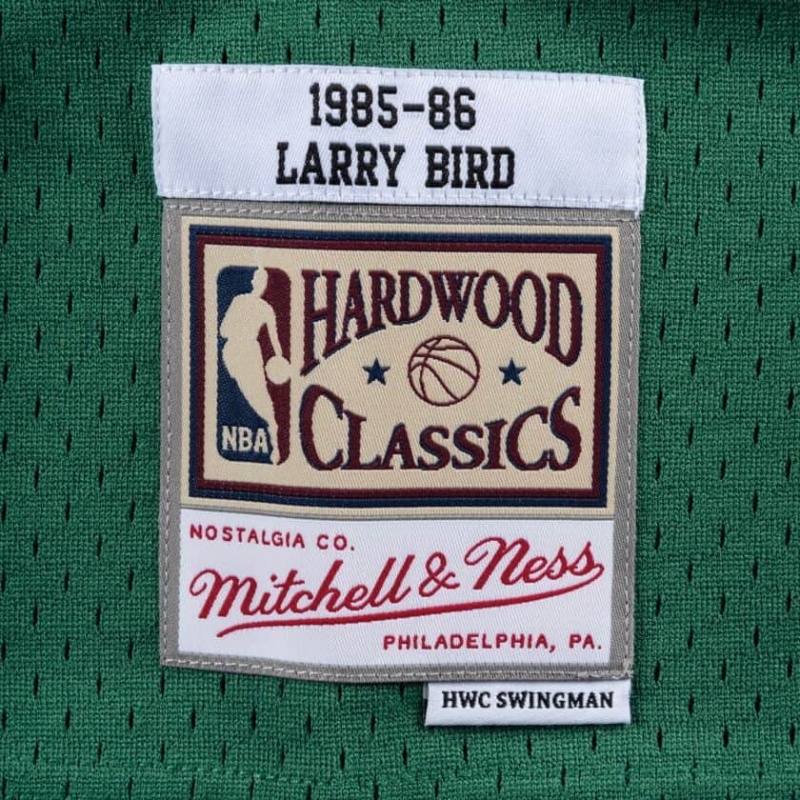 1985-86
LARRY BIRD
HARDWOOD
NBA
CLASSICS
NOSTALGIA CO.
Mitchell & Ness
PHILADELPHIA, PA.
HWC SWINGMAN